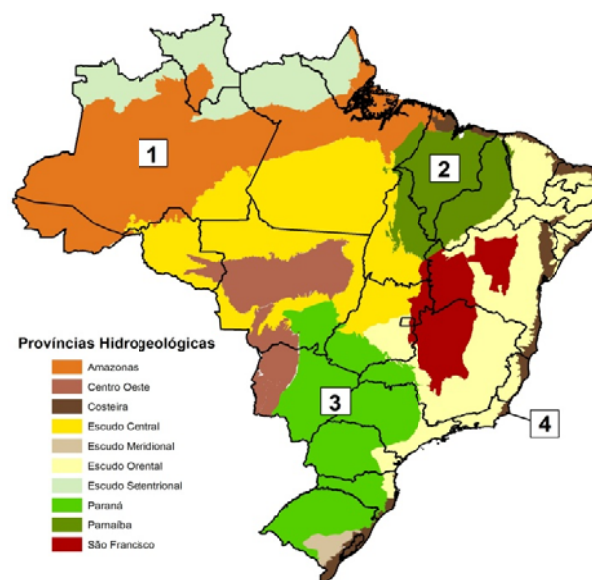 1
2
3
4
Províncias Hidrogeológicas
Amazonas
Centro Oeste
Costeira
Escudo Central
Escudo Meridional
Escudo Orental
Escudo Setentrional
Paraná
Parnaíba
São Francisco